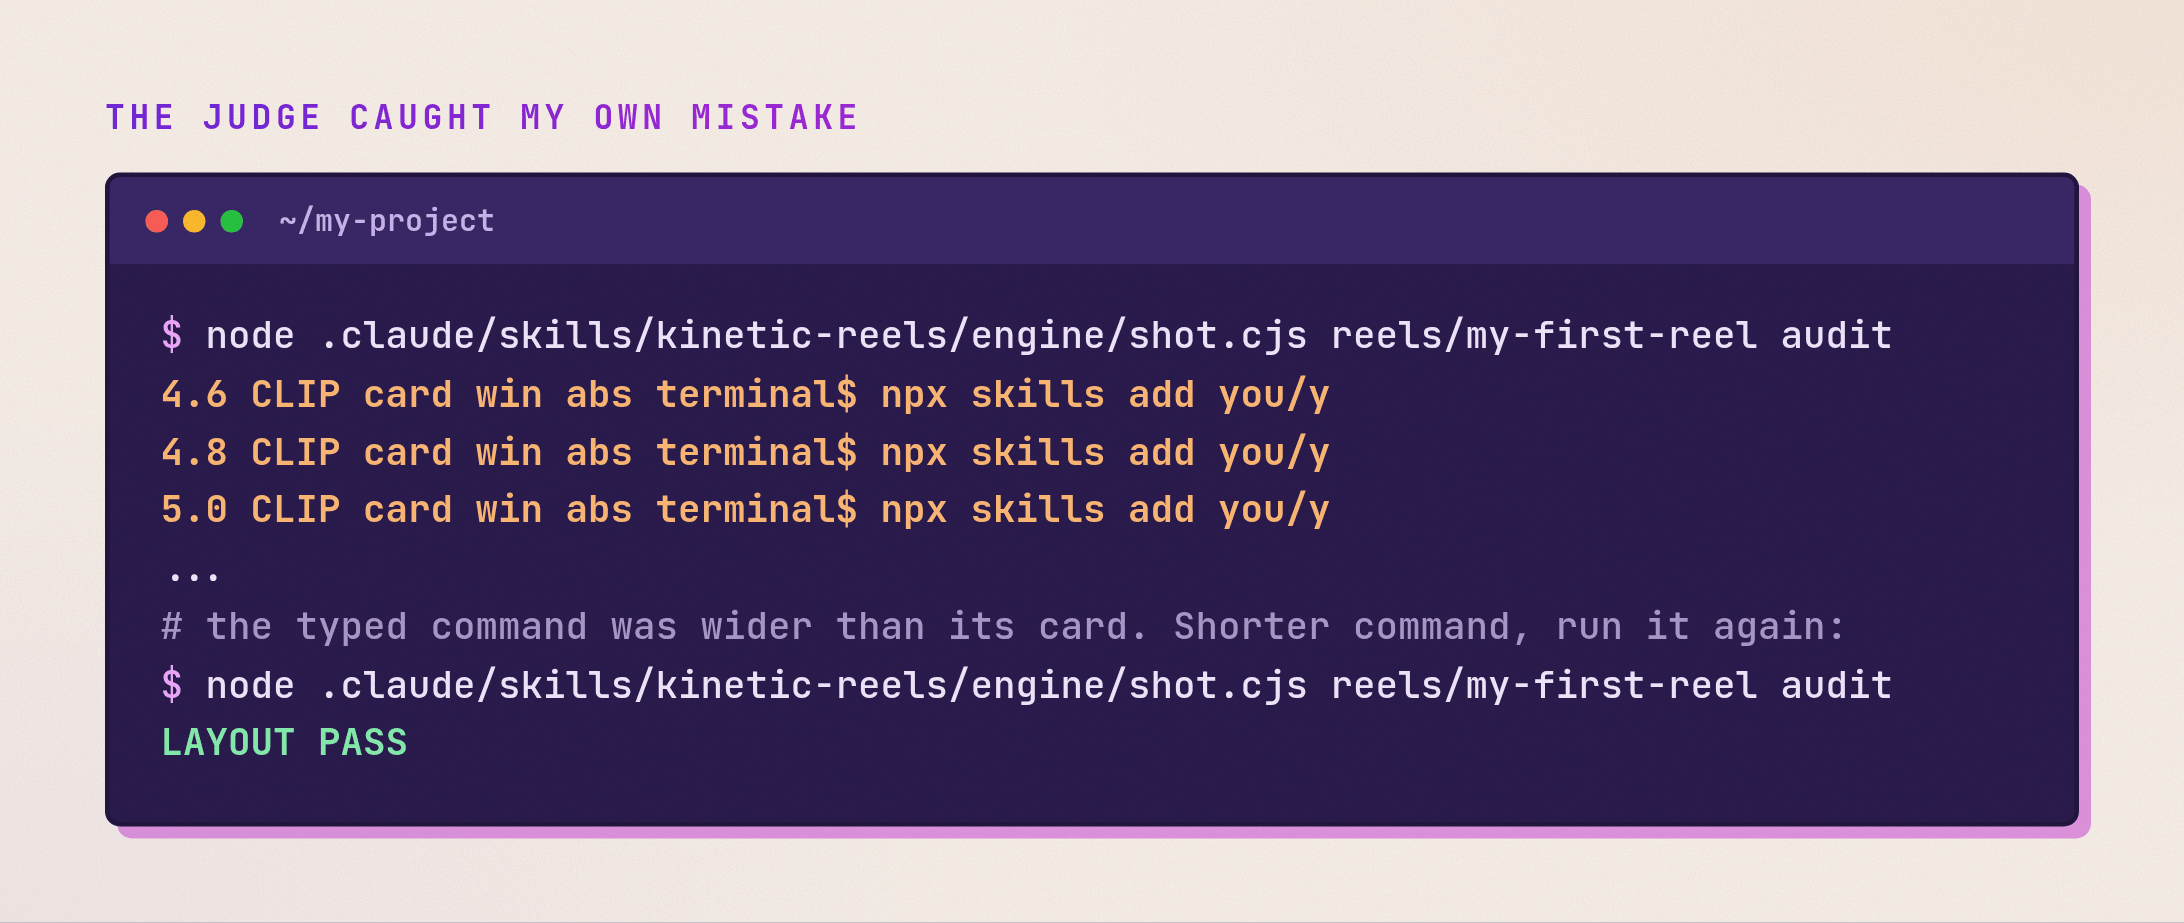 THE JUDGE CAUGHT MY OWN MISTAKE
~/my-project
$ node .claude/skills/kinetic-reels/engine/shot.cjs reels/my-first-reel audit
4.6 CLIP card win abs terminal$ npx skills add you/y
4.8 CLIP card win abs terminal$ npx skills add you/y
5.0 CLIP card win abs terminal$ npx skills add you/y
...
# the typed command was wider than its card. Shorter command, run it again:
$ node .claude/skills/kinetic-reels/engine/shot.cjs reels/my-first-reel audit
LAYOUT PASS